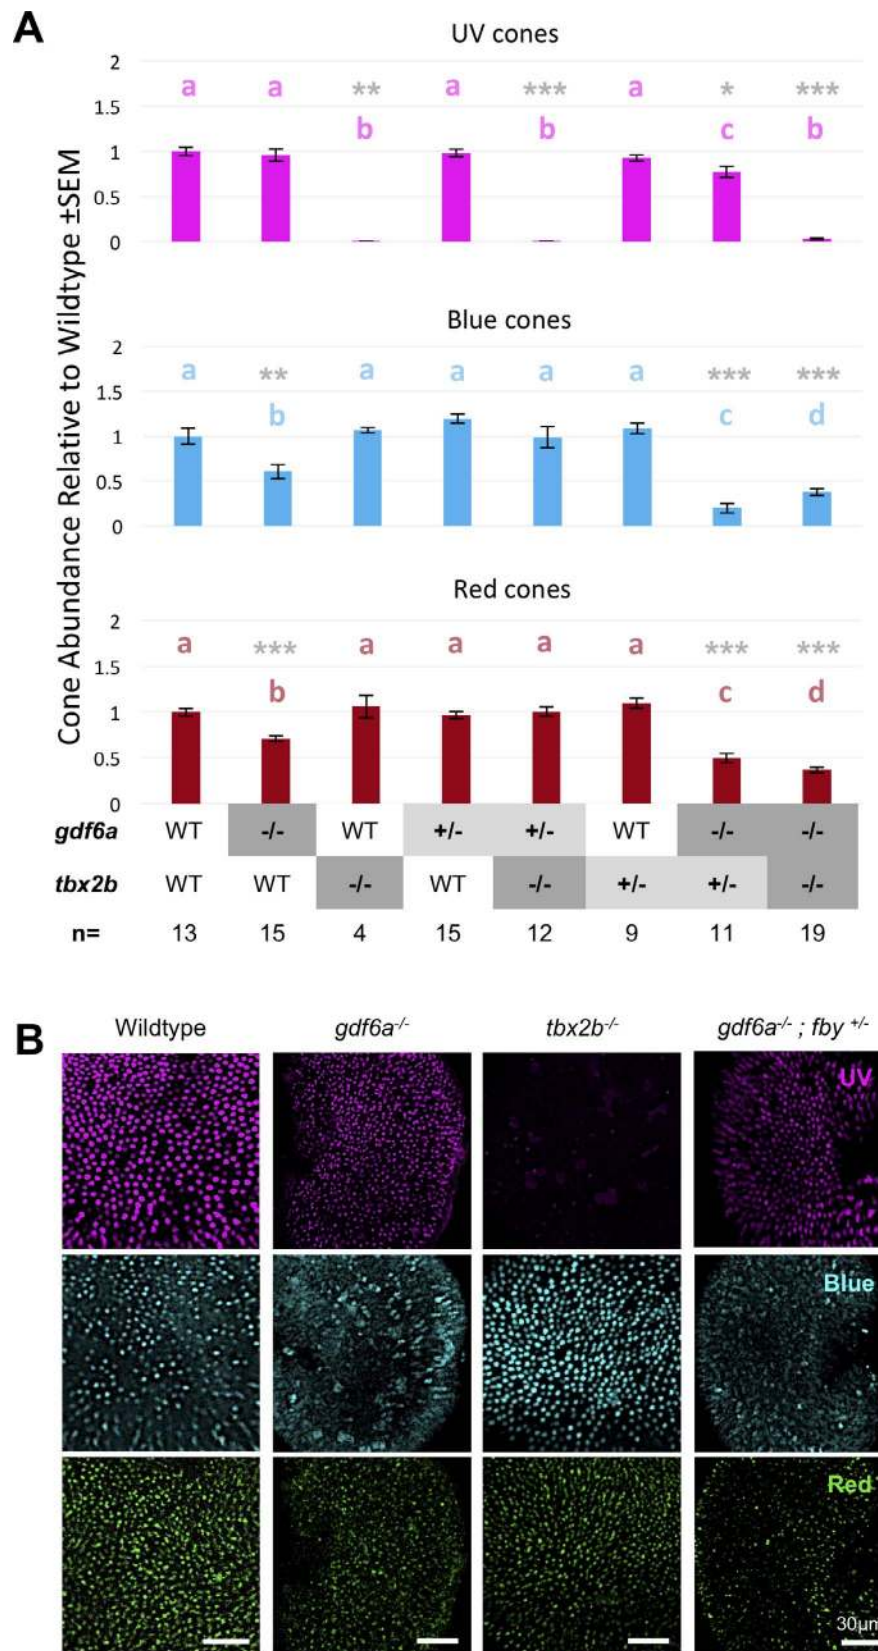 A
UV cones
Cone Abundance Relative to Wildtype ±SEM
2
1.5
1
0.5
0
a a ** a *** a * ***
b b c b
Blue cones
2
1.5
1
0.5
0
a ** a a a a *** ***
b c d
Red cones
2
1.5
1
0.5
0
a *** a a a a *** ***
b c d
gdf6a WT -/- WT +/- +/- WT -/- -/-
tbx2b WT WT -/- WT -/- +/- +/- -/-
n= 13 15 4 15 12 9 11 19
B
Wildtype gdf6a-/- tbx2b-/- gdf6a-/- ; fby +/-
UV
Blue
Red
30µm